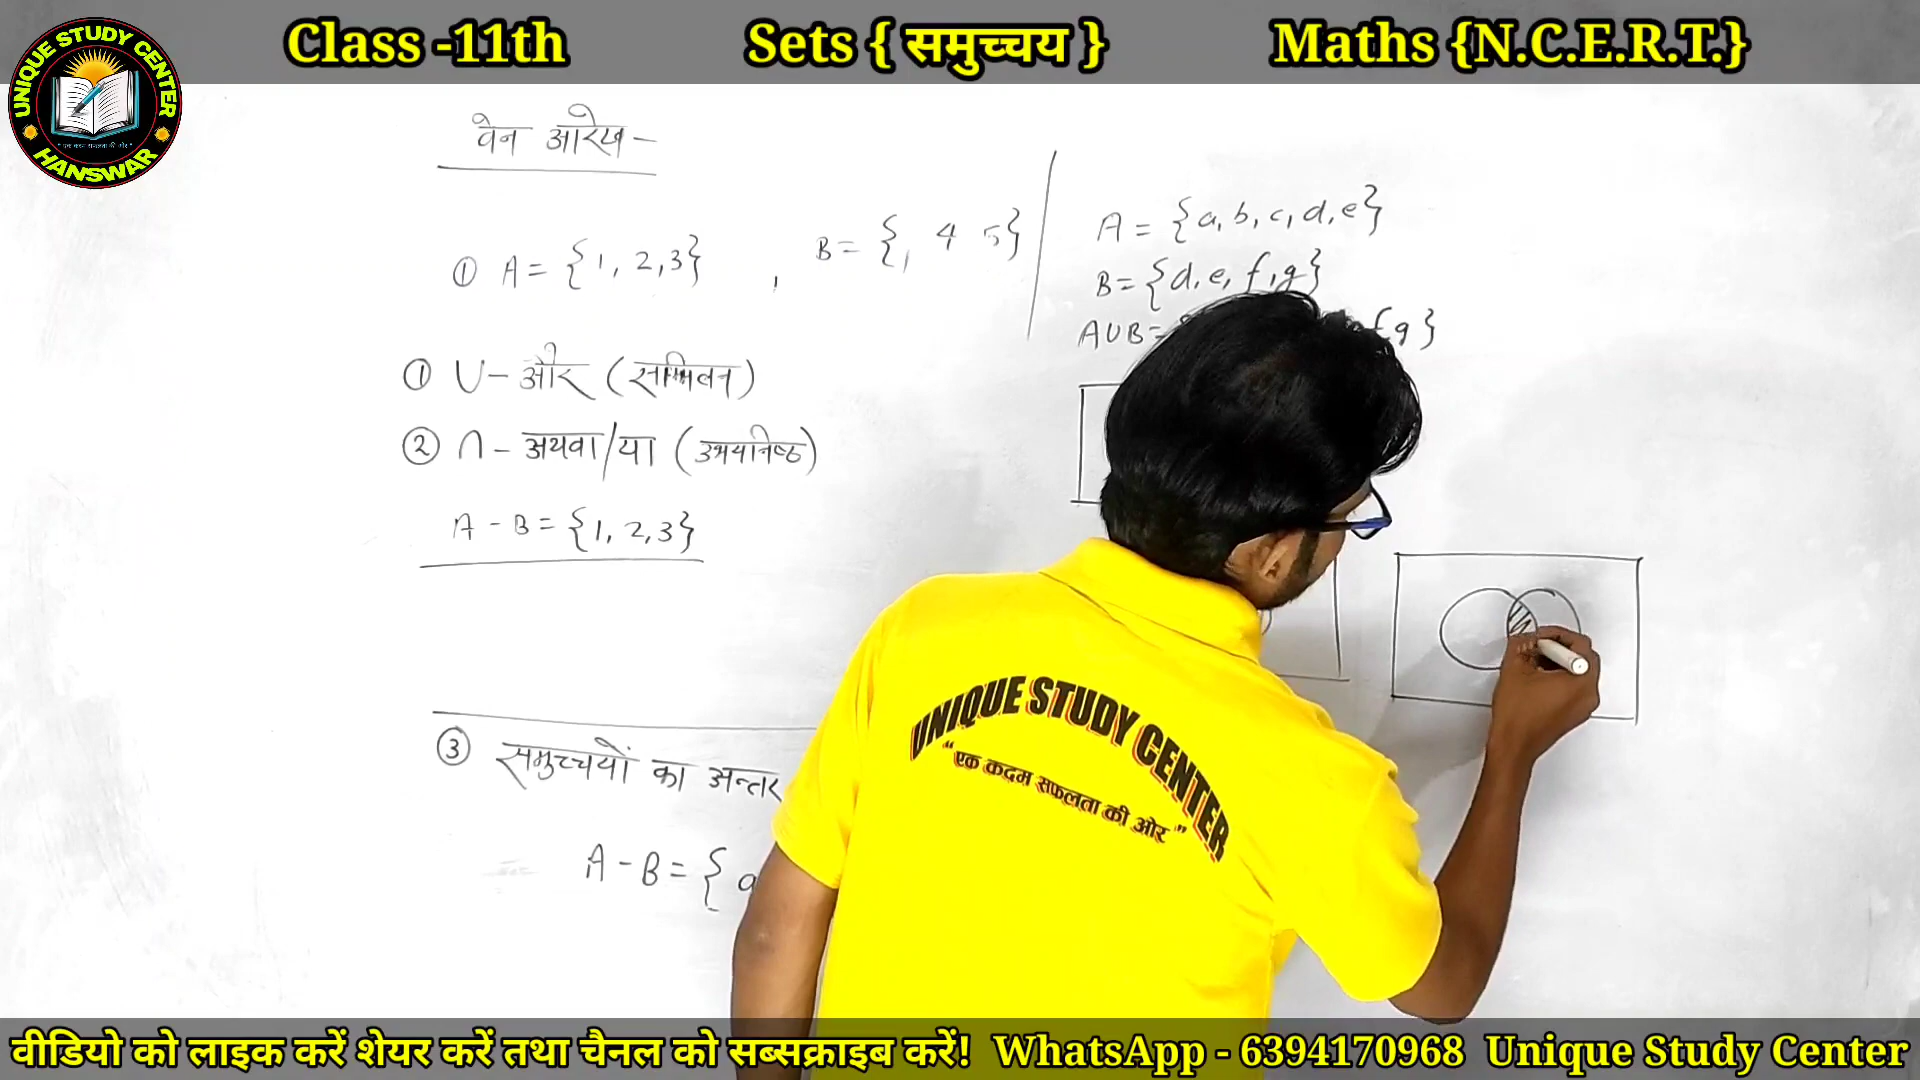 Class -11th
Sets { समुच्चय }
Maths {N.C.E.R.T.}
UNIQUE STUDY CENTER
HANSWAR
वेन आरेख –
① A = {1, 2, 3} , B = {, 4 5}
A = {a, b, c, d, e}
B = {d, e, f, g}
A∪B =
f g }
① ∪ – और (सम्मिलन)
② ∩ – अथवा/या (उभयनिष्ठ)
A - B = {1, 2, 3}
③ समुच्चयों का अन्तर
A - B = { a
UNIQUE STUDY CENTER
"एक कदम सफलता की ओर"
वीडियो को लाइक करें शेयर करें तथा चैनल को सब्सक्राइब करें! WhatsApp - 6394170968 Unique Study Center